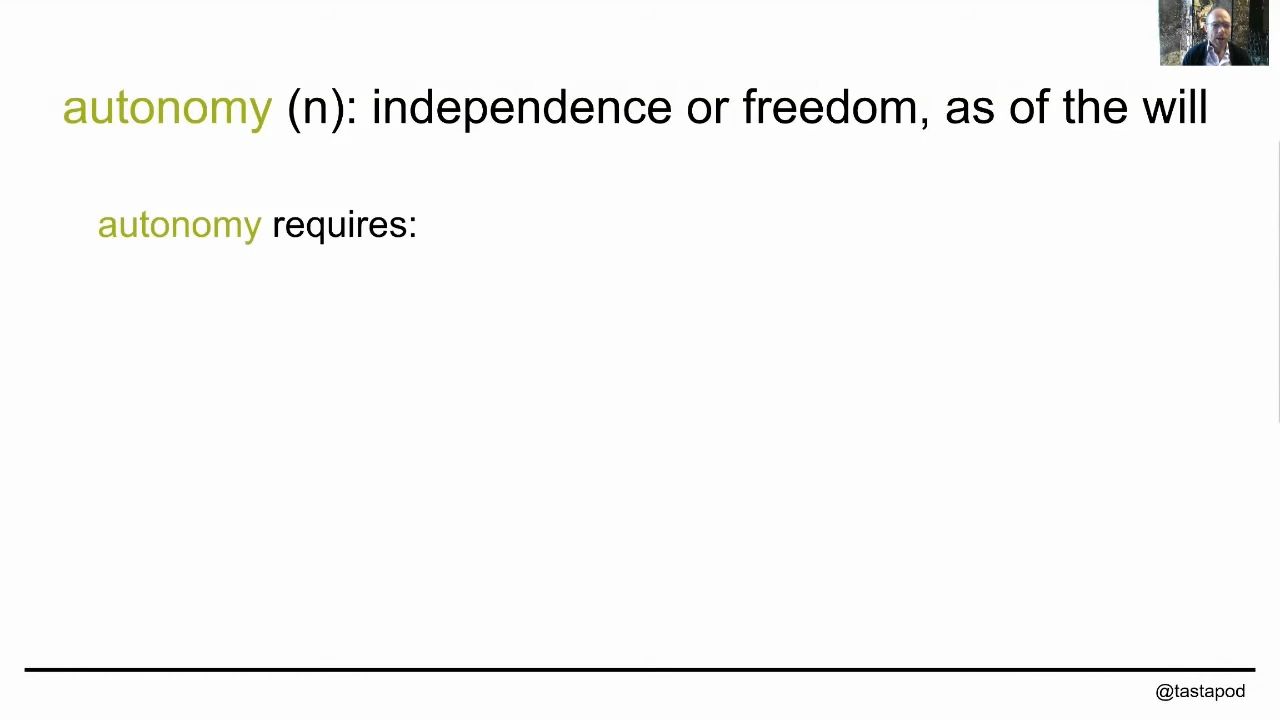 autonomy (n): independence or freedom, as of the will
autonomy requires:
@tastapod